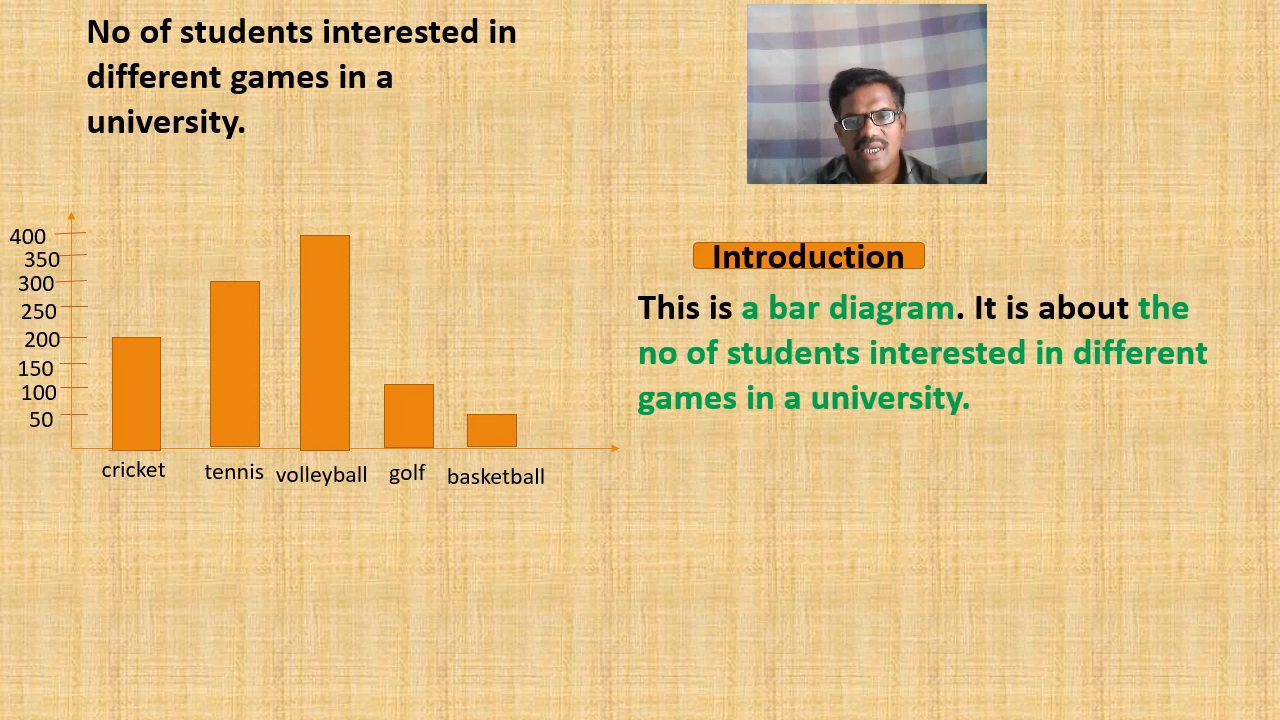 No of students interested in
different games in a
university.
400
350
300
250
200
150
100
50
cricket
tennis
volleyball
golf
basketball
Introduction
This is a bar diagram. It is about the
no of students interested in different
games in a university.